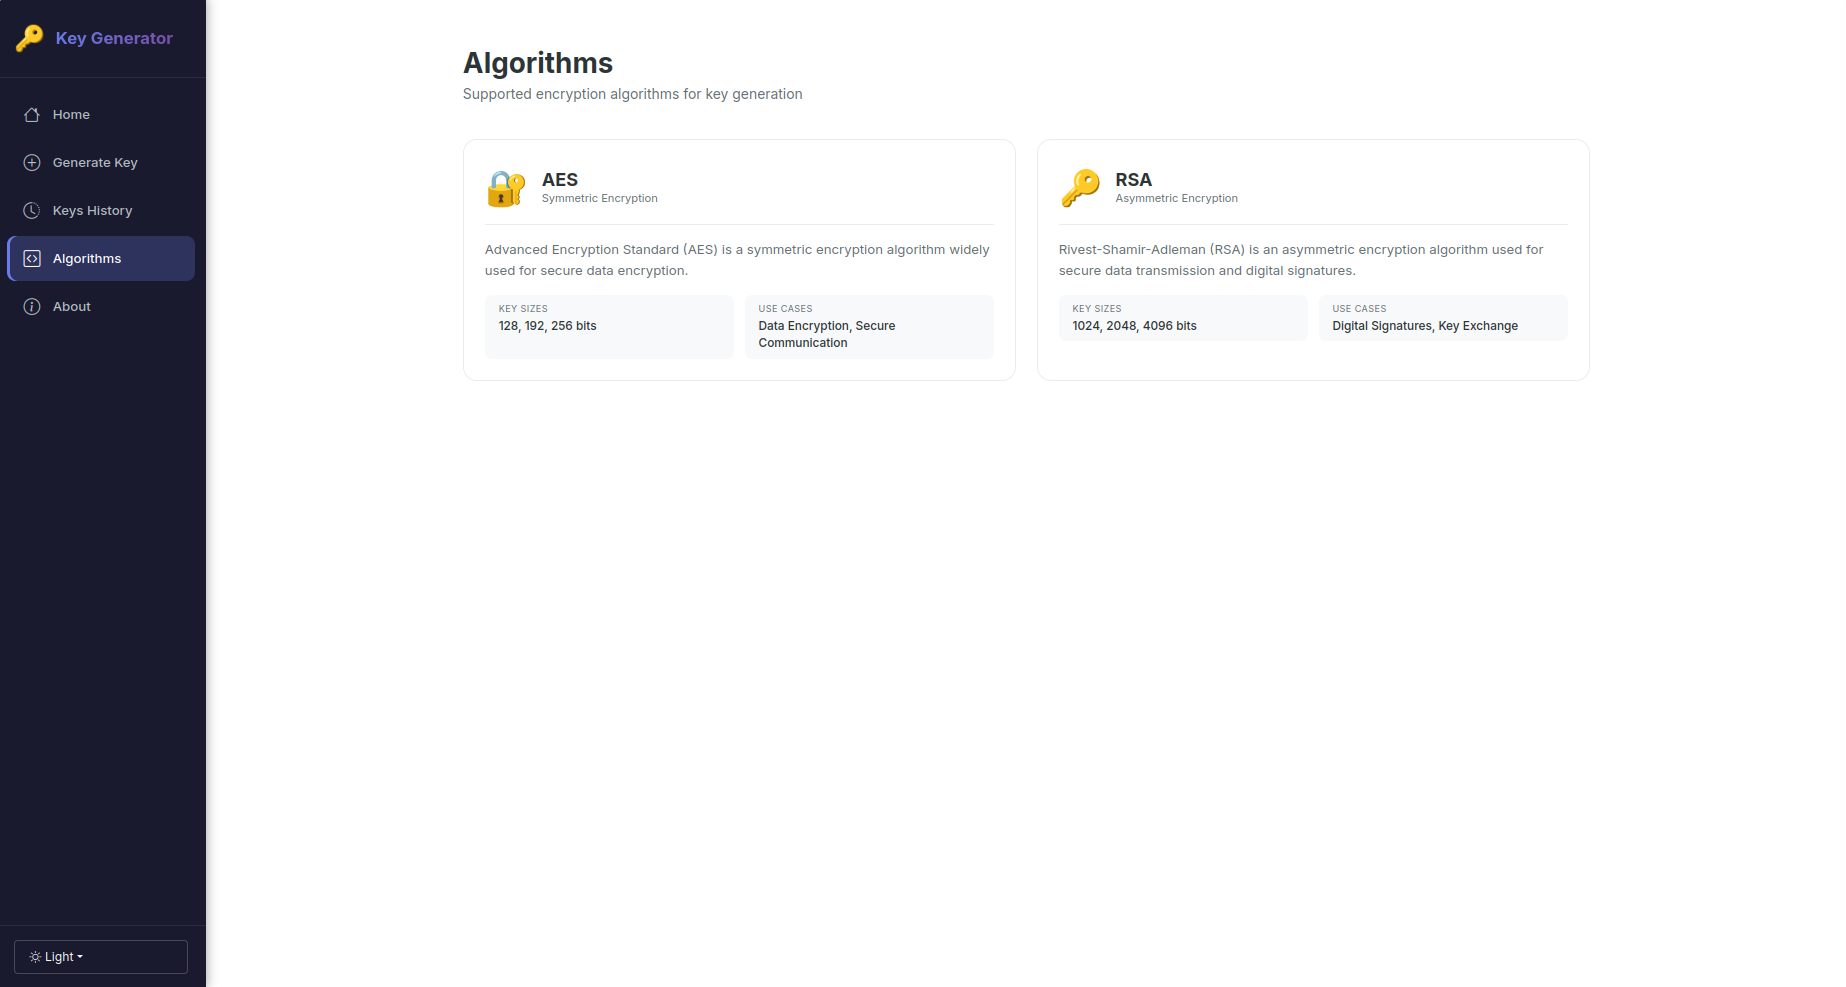 Key Generator
Home
Generate Key
Keys History
Algorithms
About
Light
Algorithms
Supported encryption algorithms for key generation
AES
Symmetric Encryption
Advanced Encryption Standard (AES) is a symmetric encryption algorithm widely
used for secure data encryption.
KEY SIZES
128, 192, 256 bits
USE CASES
Data Encryption, Secure
Communication
RSA
Asymmetric Encryption
Rivest-Shamir-Adleman (RSA) is an asymmetric encryption algorithm used for
secure data transmission and digital signatures.
KEY SIZES
1024, 2048, 4096 bits
USE CASES
Digital Signatures, Key Exchange